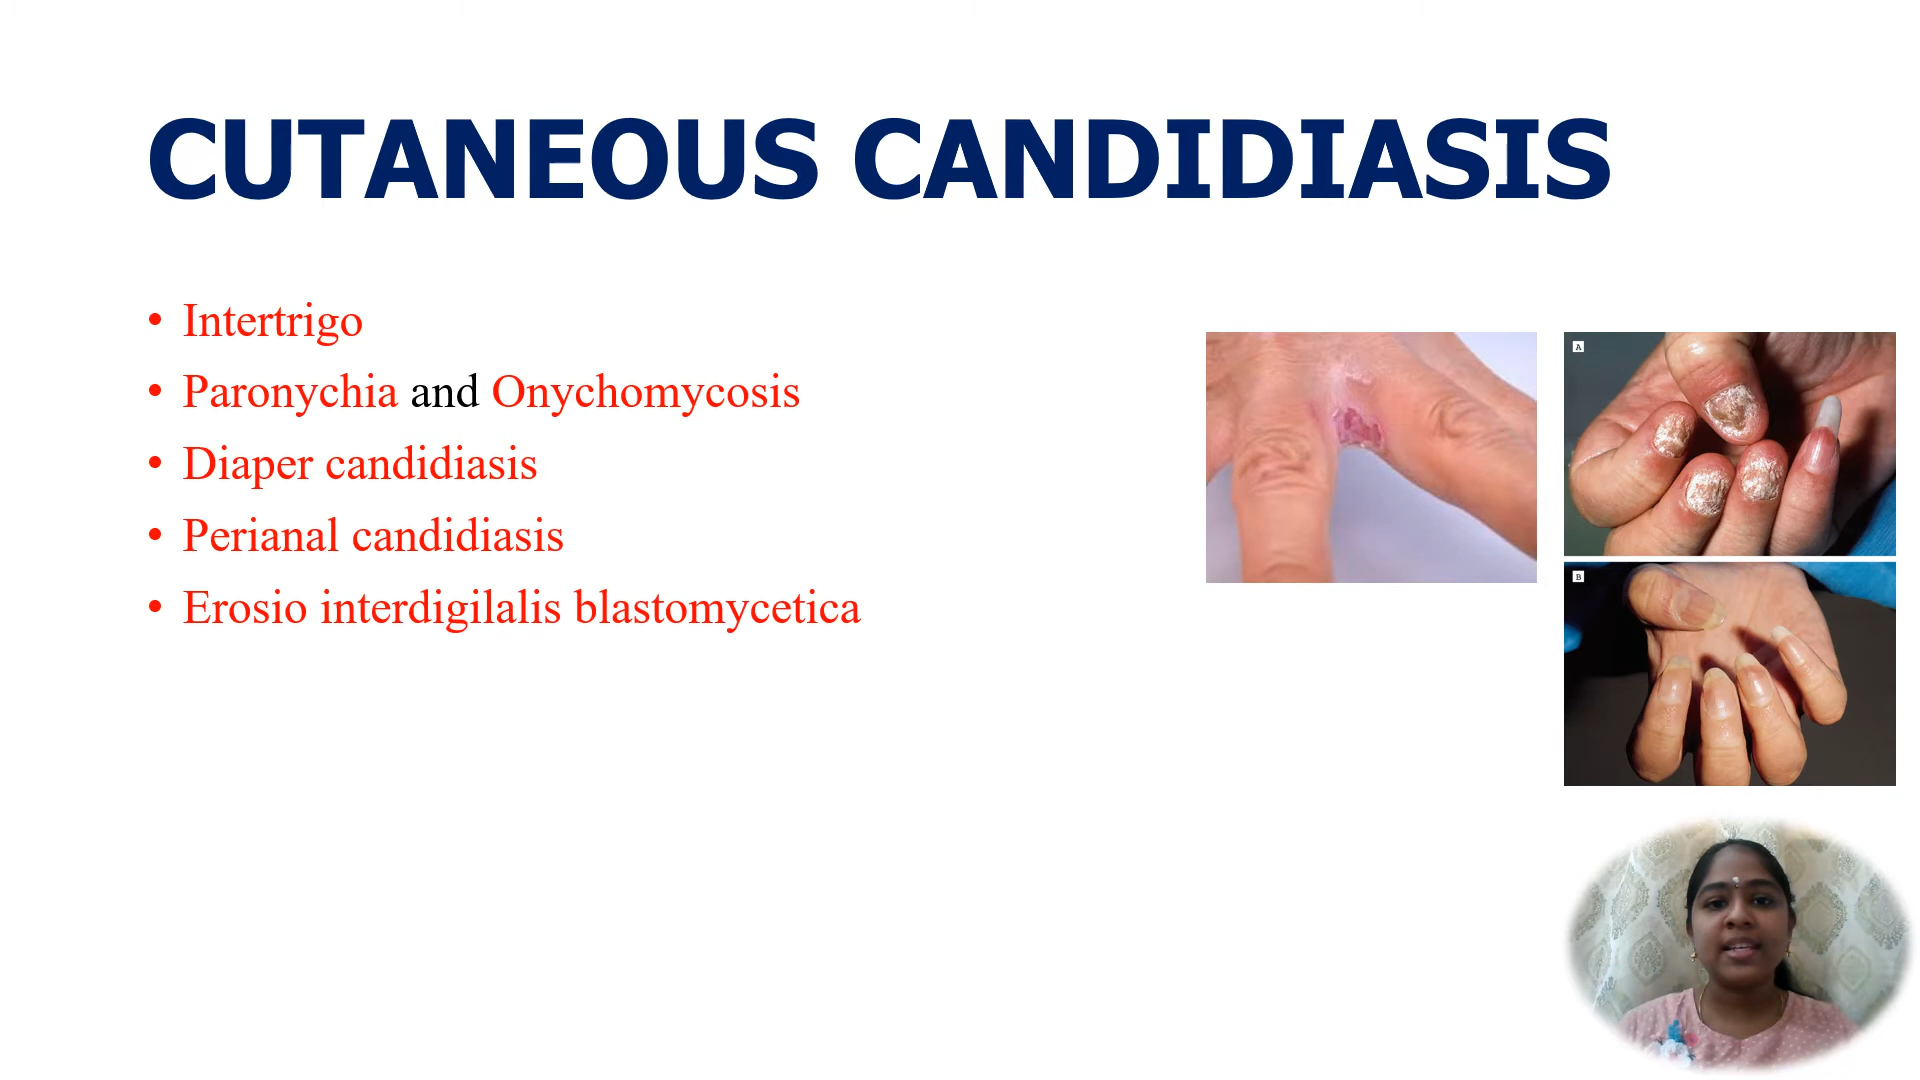 CUTANEOUS CANDIDIASIS
• Intertrigo
• Paronychia and Onychomycosis
• Diaper candidiasis
• Perianal candidiasis
• Erosio interdigilalis blastomycetica
A
B